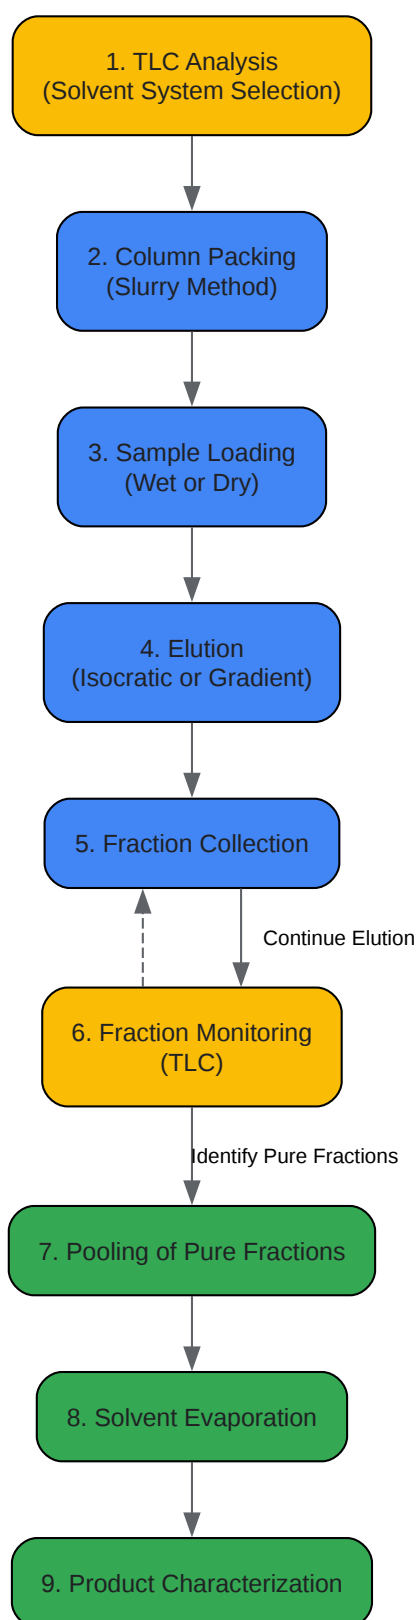 1. TLC Analysis
(Solvent System Selection)
2. Column Packing
(Slurry Method)
3. Sample Loading
(Wet or Dry)
4. Elution
(Isocratic or Gradient)
5. Fraction Collection
Continue Elution
6. Fraction Monitoring
(TLC)
Identify Pure Fractions
7. Pooling of Pure Fractions
8. Solvent Evaporation
9. Product Characterization